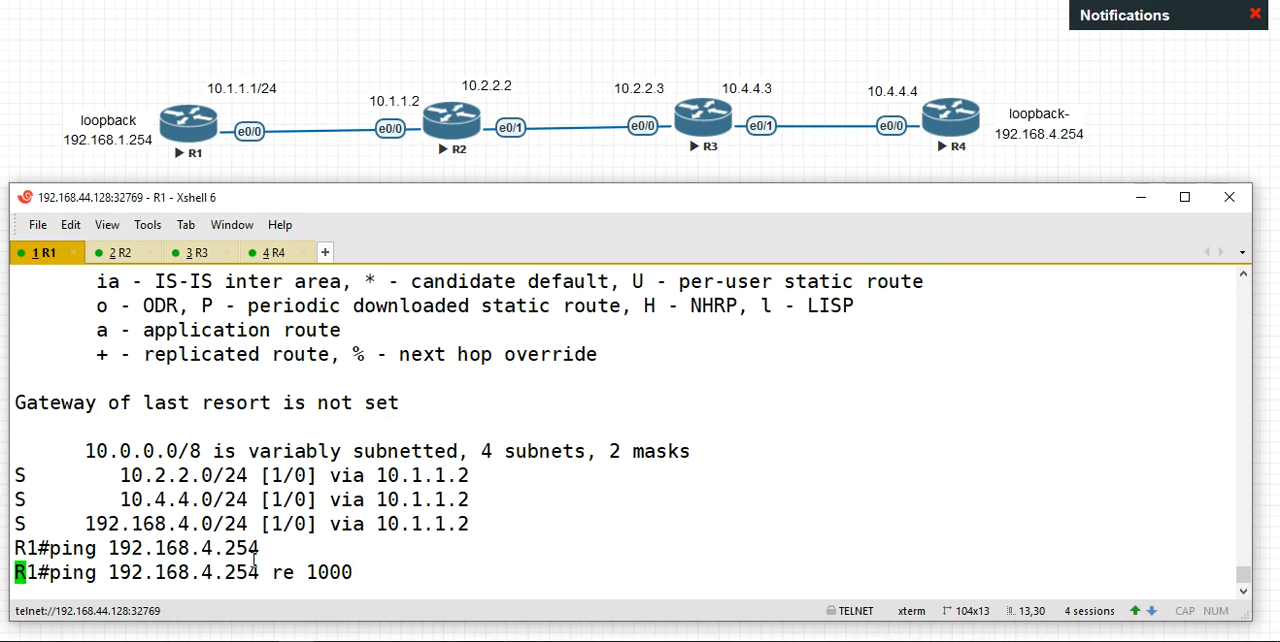 Notifications
10.1.1.1/24
10.2.2.2
10.2.2.3
10.4.4.3
10.4.4.4
10.1.1.2
loopback
192.168.1.254
loopback-
192.168.4.254
e0/0
e0/0
e0/1
e0/0
e0/1
e0/0
R1
R2
R3
R4
192.168.44.128:32769 - R1 - Xshell 6
File Edit View Tools Tab Window Help
1 R1 2 R2 3 R3 4 R4 +
ia - IS-IS inter area, * - candidate default, U - per-user static route
o - ODR, P - periodic downloaded static route, H - NHRP, l - LISP
a - application route
+ - replicated route, % - next hop override
Gateway of last resort is not set
10.0.0.0/8 is variably subnetted, 4 subnets, 2 masks
S 10.2.2.0/24 [1/0] via 10.1.1.2
S 10.4.4.0/24 [1/0] via 10.1.1.2
S 192.168.4.0/24 [1/0] via 10.1.1.2
R1#ping 192.168.4.254
R1#ping 192.168.4.254 re 1000
telnet://192.168.44.128:32769 TELNET xterm 104x13 13,30 4 sessions CAP NUM